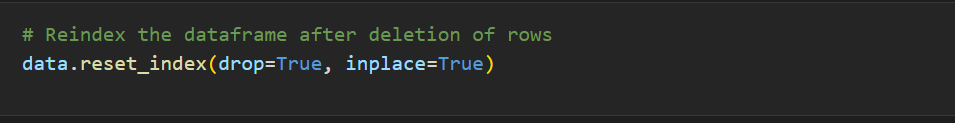 # Reindex the dataframe after deletion of rows
data.reset_index(drop=True, inplace=True)